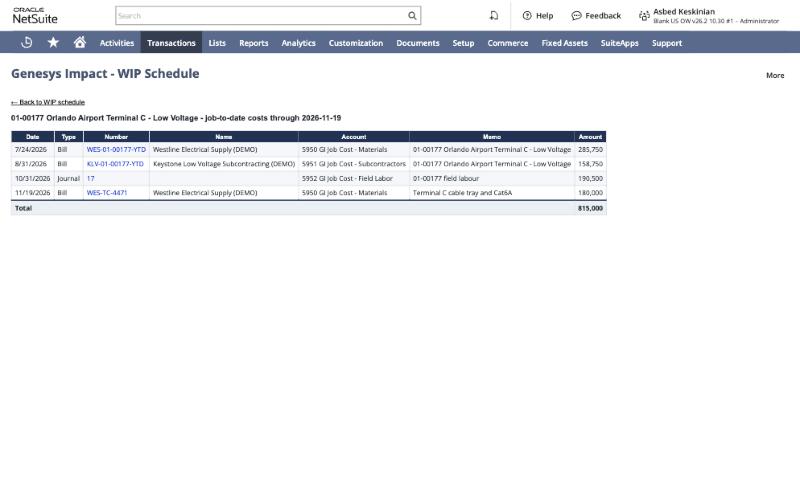 ORACLE
NetSuite
Search
Help
Feedback
Asbed Keskinian
Blank US OW v26.2 10.30 #1 – Administrator
Activities Transactions Lists Reports Analytics Customization Documents Setup Commerce Fixed Assets SuiteApps Support
Genesys Impact - WIP Schedule
More
← Back to WIP schedule
01-00177 Orlando Airport Terminal C - Low Voltage - job-to-date costs through 2026-11-19
Date Type Number Name Account Memo Amount
7/24/2026 Bill WES-01-00177-YTD Westline Electrical Supply (DEMO) 5950 GI Job Cost - Materials 01-00177 Orlando Airport Terminal C - Low Voltage 285,750
8/31/2026 Bill KLV-01-00177-YTD Keystone Low Voltage Subcontracting (DEMO) 5951 GI Job Cost - Subcontractors 01-00177 Orlando Airport Terminal C - Low Voltage 158,750
10/31/2026 Journal 17 5952 GI Job Cost - Field Labor 01-00177 field labour 190,500
11/19/2026 Bill WES-TC-4471 Westline Electrical Supply (DEMO) 5950 GI Job Cost - Materials Terminal C cable tray and Cat6A 180,000
Total 815,000